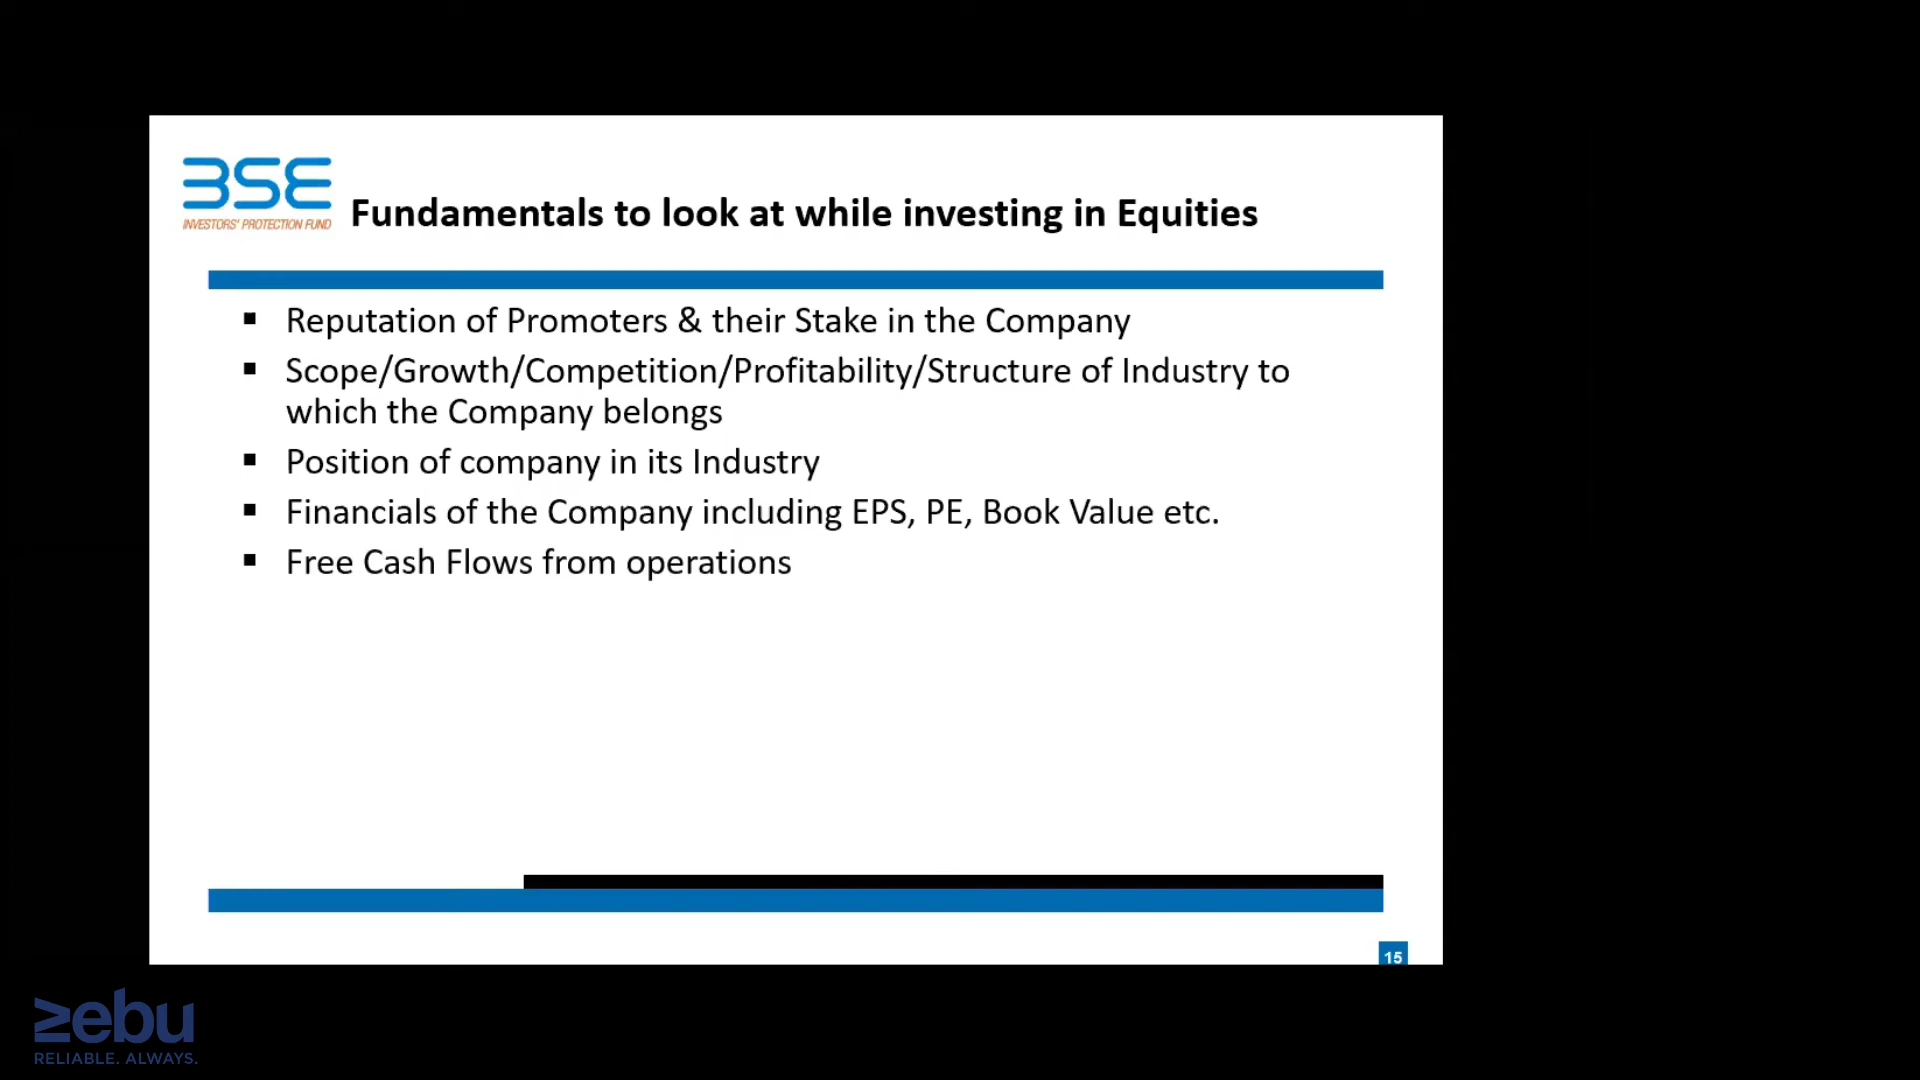 BSE
INVESTORS' PROTECTION FUND
Fundamentals to look at while investing in Equities
▪ Reputation of Promoters & their Stake in the Company
▪ Scope/Growth/Competition/Profitability/Structure of Industry to
which the Company belongs
▪ Position of company in its Industry
▪ Financials of the Company including EPS, PE, Book Value etc.
▪ Free Cash Flows from operations
15
zebu
RELIABLE. ALWAYS.